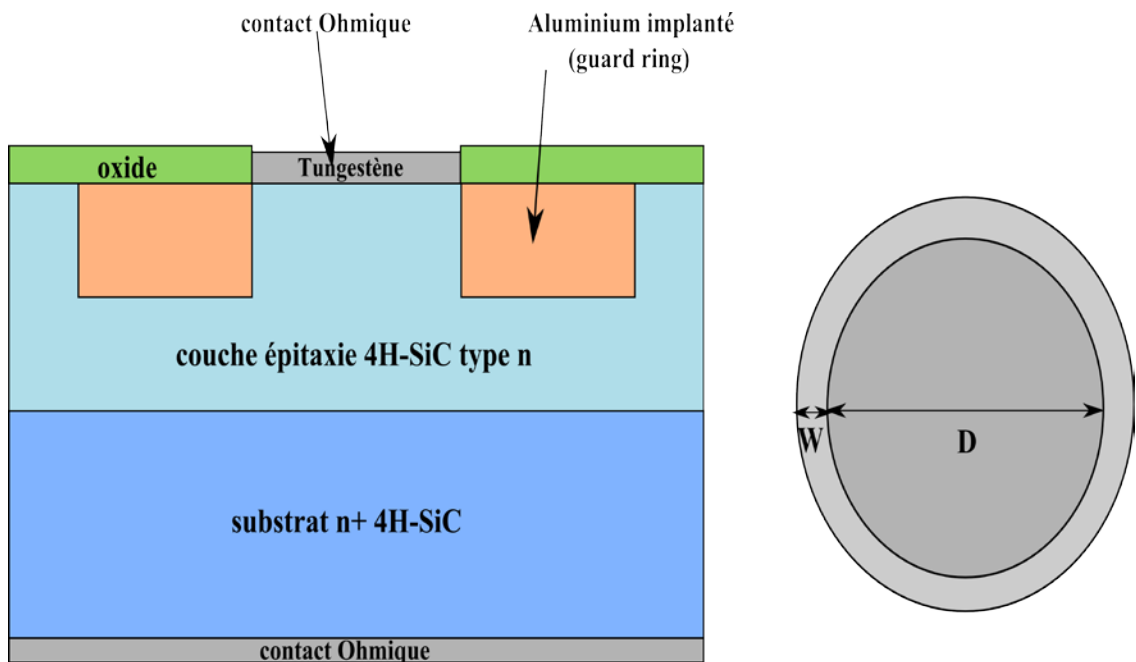 contact Ohmique
Aluminium implanté
(guard ring)
oxide
Tungestène
couche épitaxie 4H-SiC type n
substrat n+ 4H-SiC
contact Ohmique
W
D